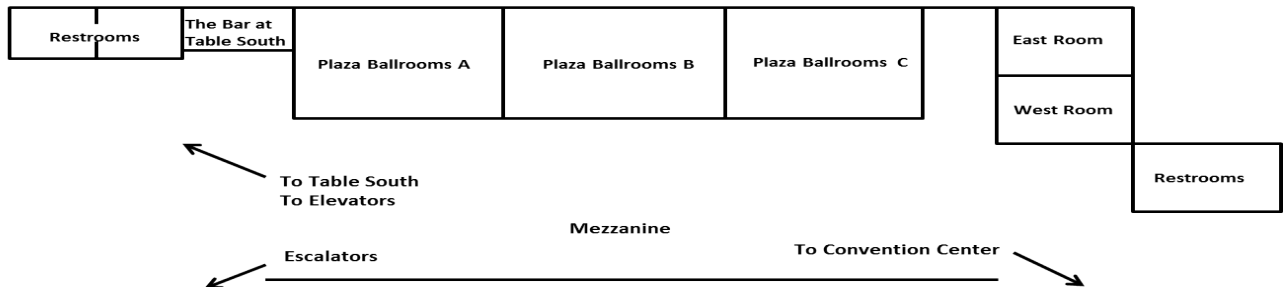 Restrooms
The Bar at
Table South
Plaza Ballrooms A
Plaza Ballrooms B
Plaza Ballrooms C
East Room
West Room
Restrooms
To Table South
To Elevators
Mezzanine
Escalators
To Convention Center